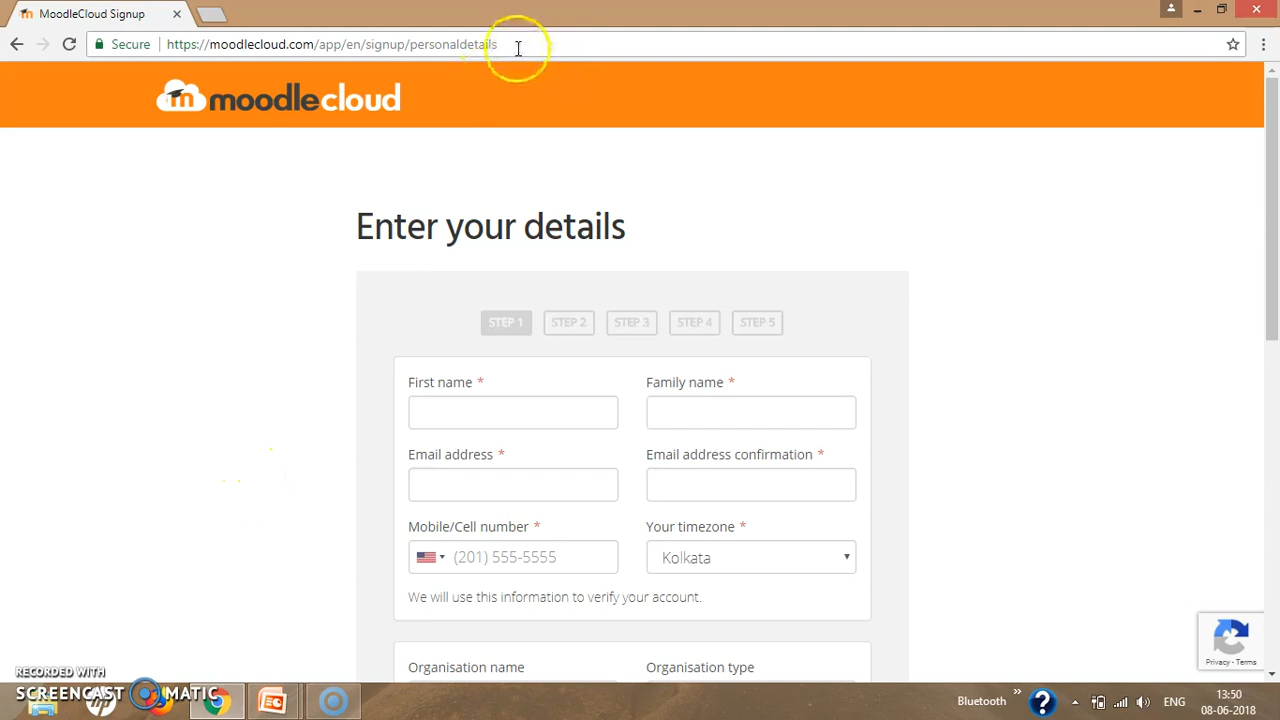 MoodleCloud Signup
Secure https://moodlecloud.com/app/en/signup/personaldetails
moodlecloud
Enter your details
STEP 1 STEP 2 STEP 3 STEP 4 STEP 5
First name * Family name *
Email address * Email address confirmation *
Mobile/Cell number * Your timezone *
(201) 555-5555 Kolkata
We will use this information to verify your account.
Organisation name Organisation type
Privacy - Terms
RECORDED WITH
SCREENCAST MATIC
Bluetooth » ENG 13:50
08-06-2018